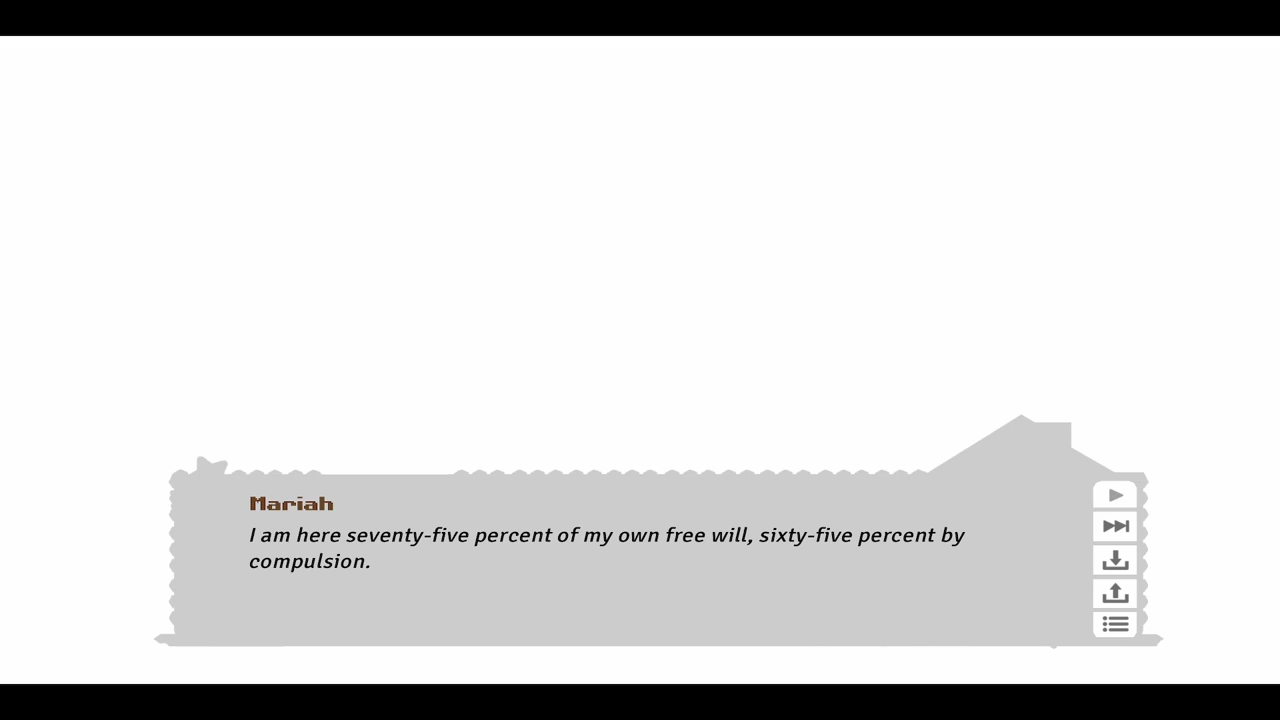 Mariah
I am here seventy-five percent of my own free will, sixty-five percent by
compulsion.